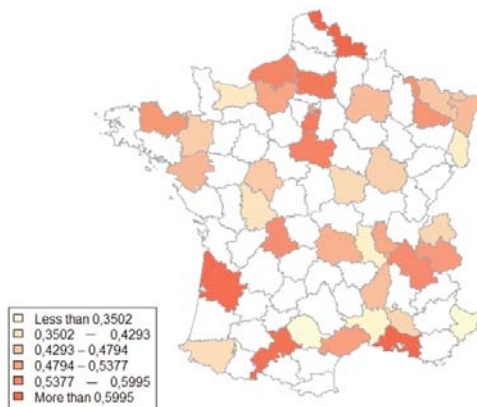 Less than 0,3502
0,3502 — 0,4293
0,4293 – 0,4794
0,4794 – 0,5377
0,5377 — 0,5995
More than 0,5995